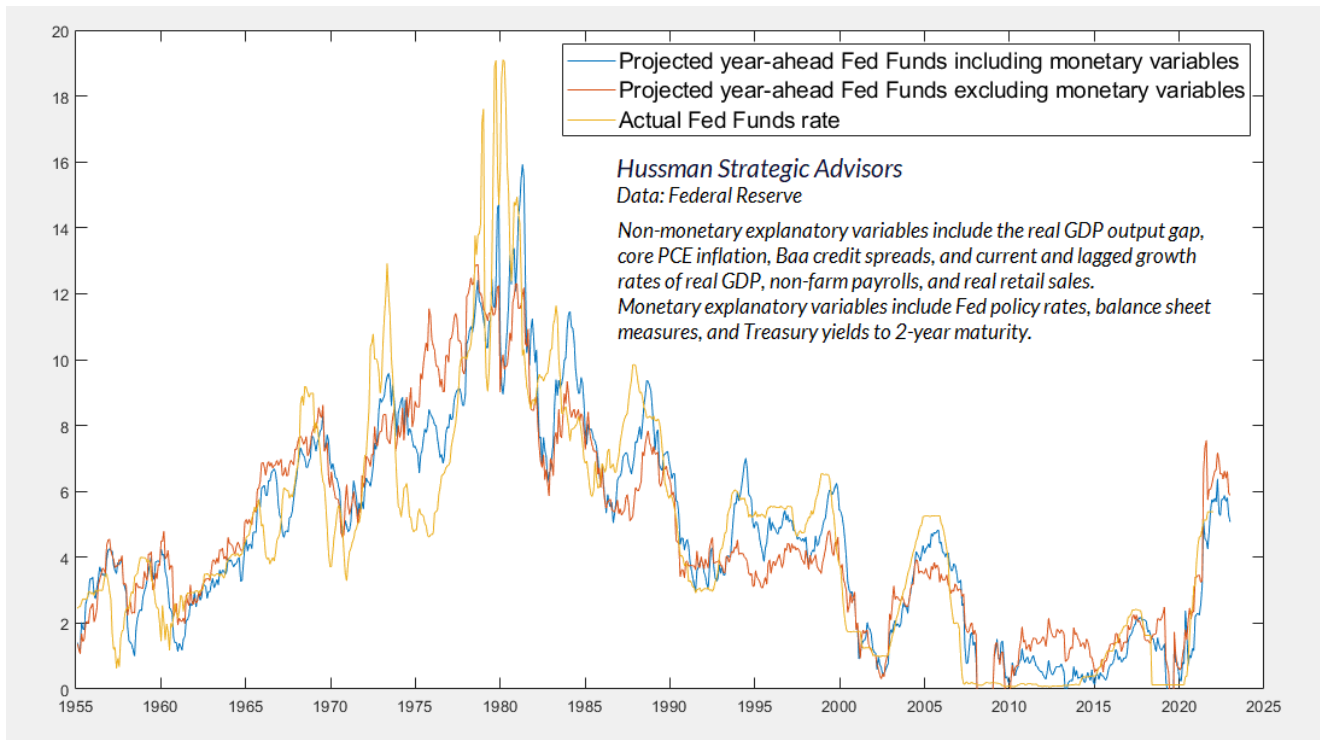 20
18
16
14
12
10
8
6
4
2
0
Projected year-ahead Fed Funds including monetary variables
Projected year-ahead Fed Funds excluding monetary variables
Actual Fed Funds rate
Hussman Strategic Advisors
Data: Federal Reserve
Non-monetary explanatory variables include the real GDP output gap,
core PCE inflation, Baa credit spreads, and current and lagged growth
rates of real GDP, non-farm payrolls, and real retail sales.
Monetary explanatory variables include Fed policy rates, balance sheet
measures, and Treasury yields to 2-year maturity.
1955 1960 1965 1970 1975 1980 1985 1990 1995 2000 2005 2010 2015 2020 2025